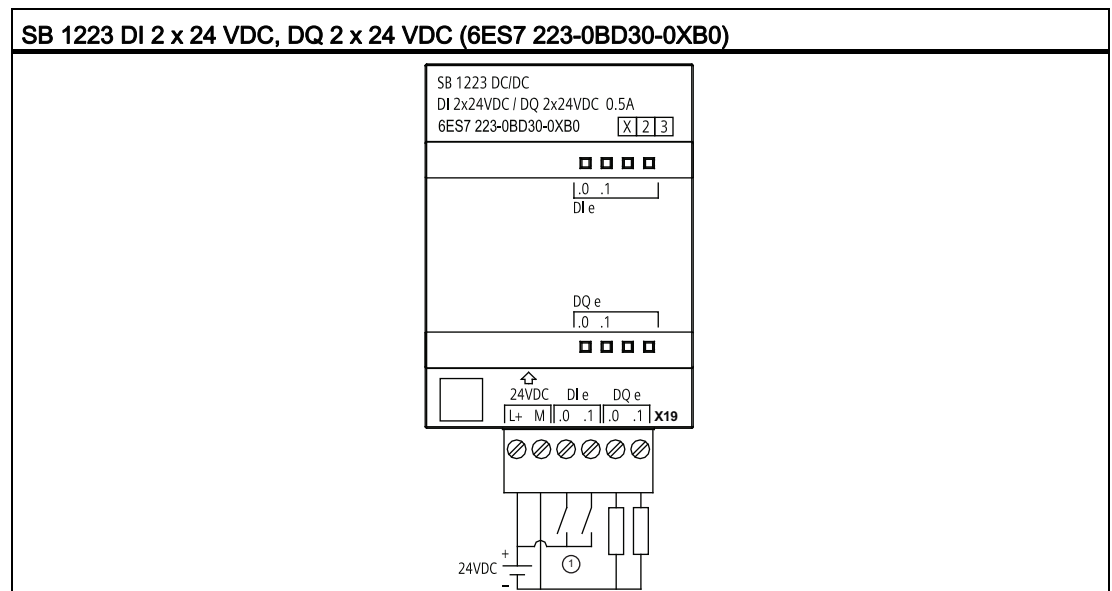 SB 1223 DI 2 x 24 VDC, DQ 2 x 24 VDC (6ES7 223-0BD30-0XB0)
SB 1223 DC/DC
DI 2x24VDC / DQ 2x24VDC 0.5A
6ES7 223-0BD30-0XB0 X 2 3
.0 .1
DI e
DQ e
.0 .1
24VDC DI e DQ e
L+ M .0 .1 .0 .1 X19
+
1
24VDC
-